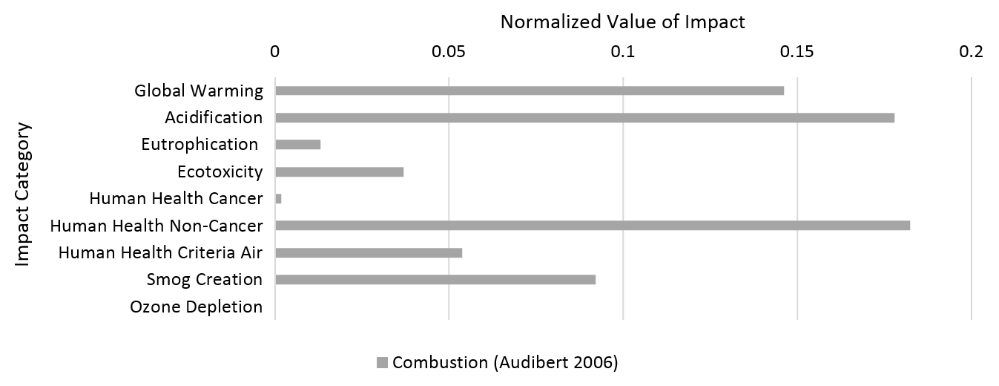 Normalized Value of Impact
0 0.05 0.1 0.15 0.2
Impact Category
Global Warming
Acidification
Eutrophication
Ecotoxicity
Human Health Cancer
Human Health Non-Cancer
Human Health Criteria Air
Smog Creation
Ozone Depletion
Combustion (Audibert 2006)